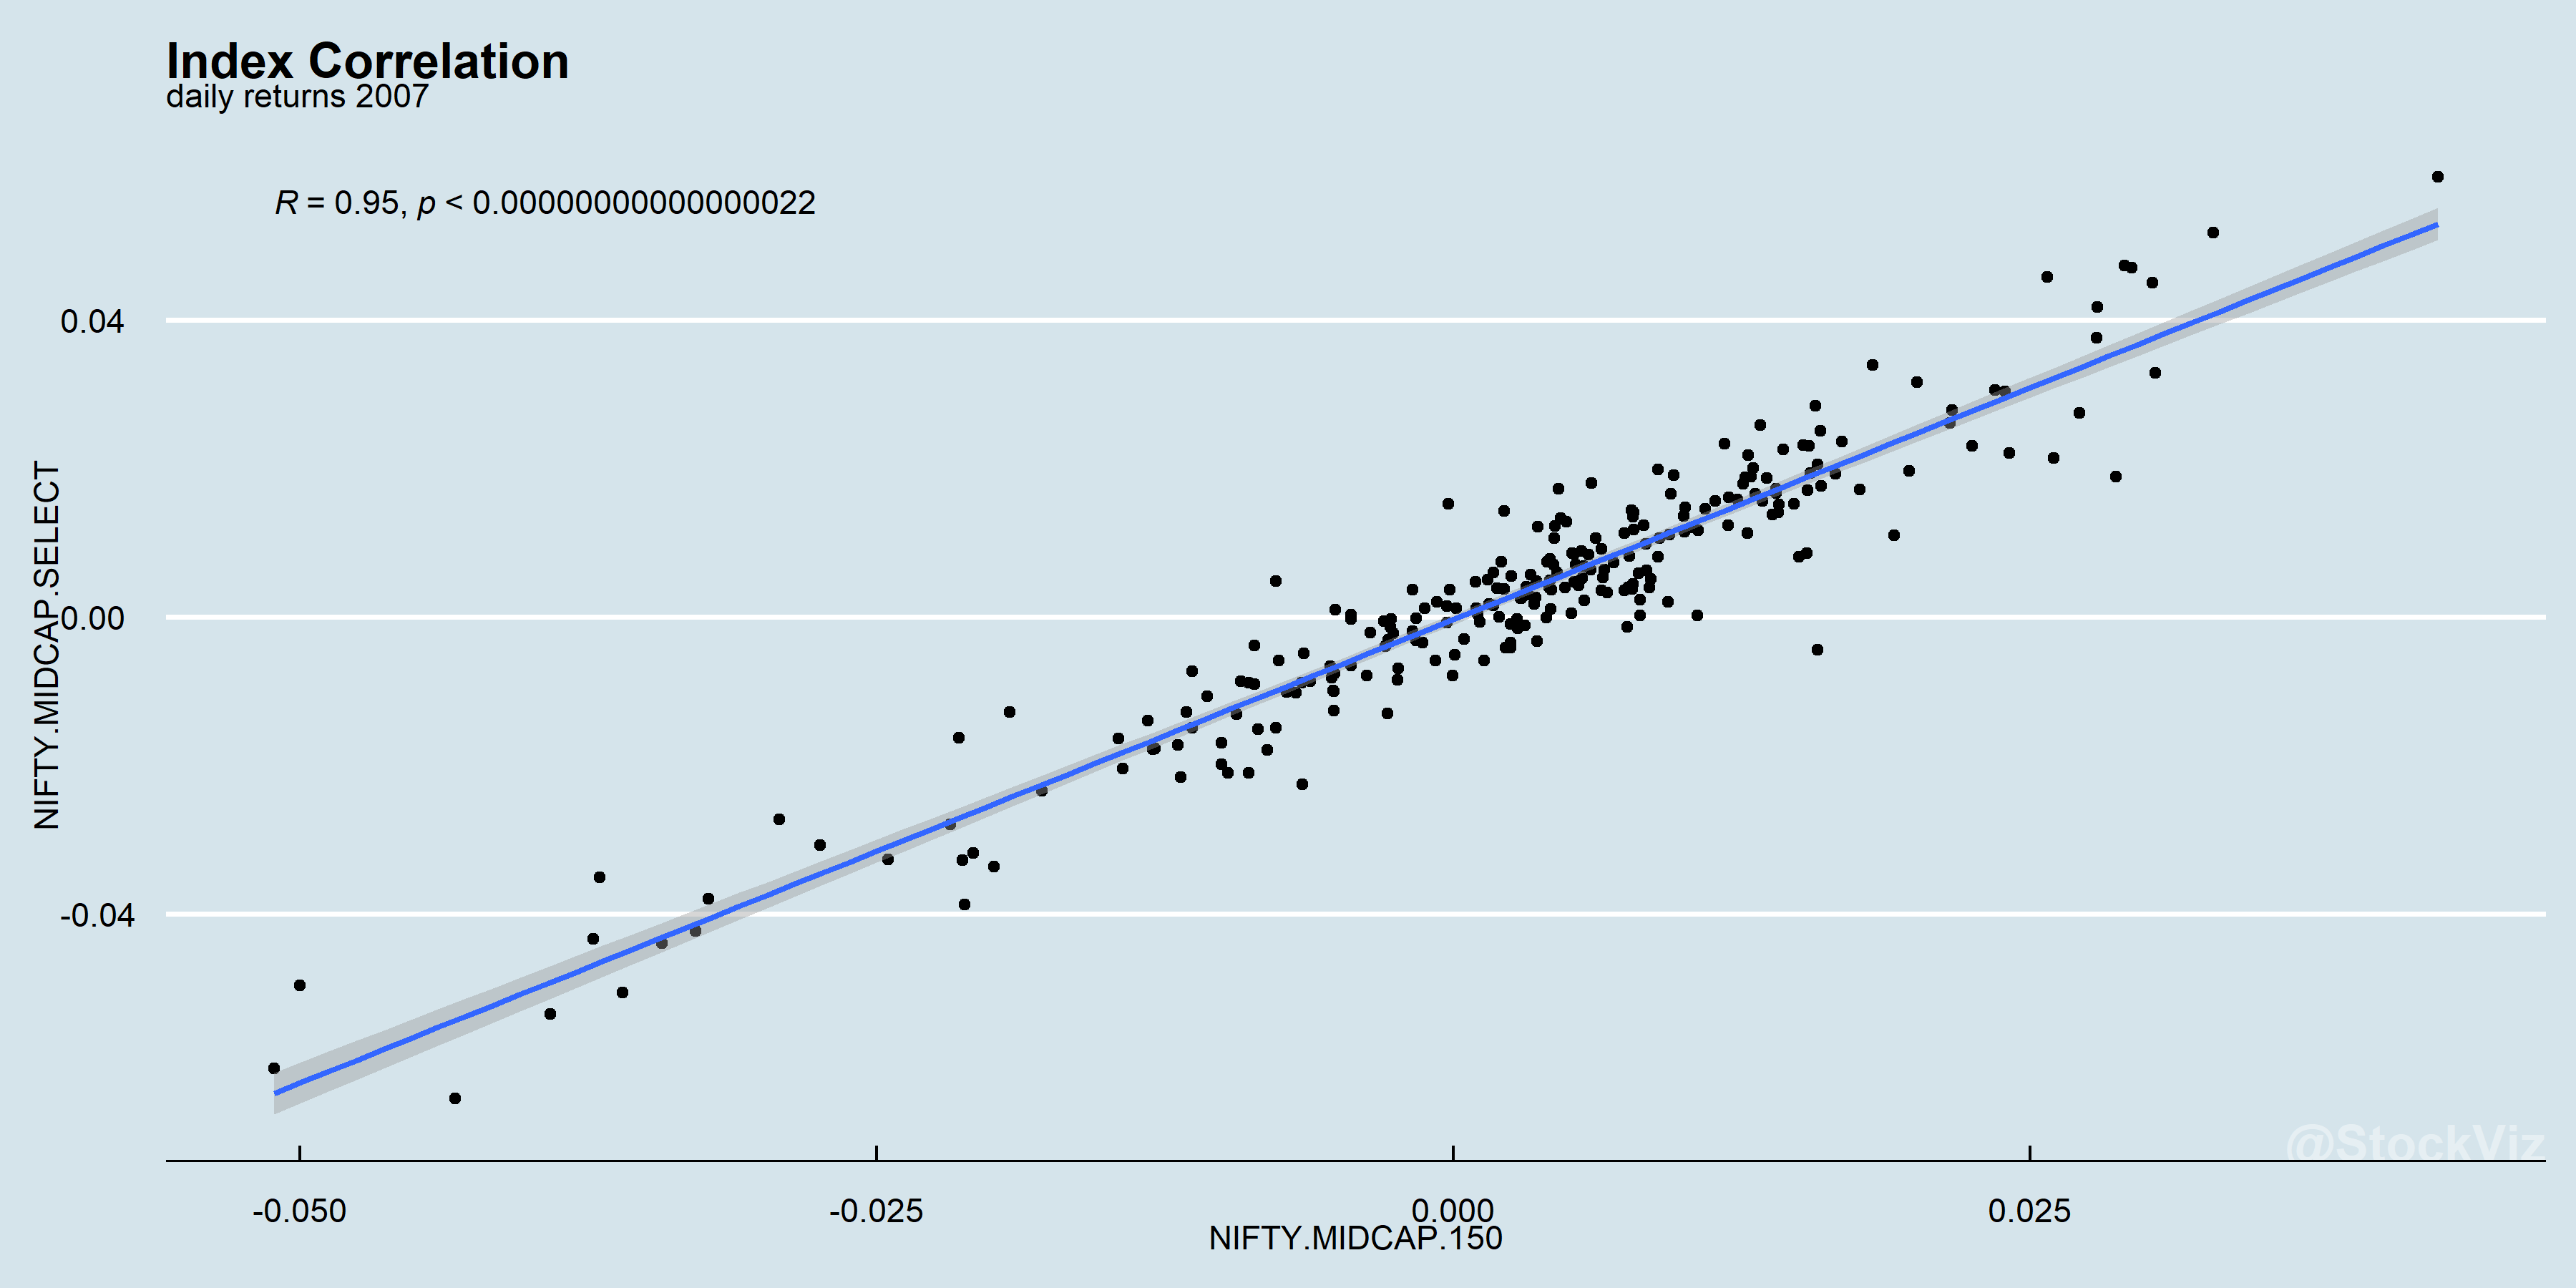 Index Correlation
daily returns 2007
R = 0.95, p < 0.00000000000000022
0.04
0.00
-0.04
NIFTY.MIDCAP.SELECT
@StockViz
-0.050
-0.025
0.000
0.025
NIFTY.MIDCAP.150